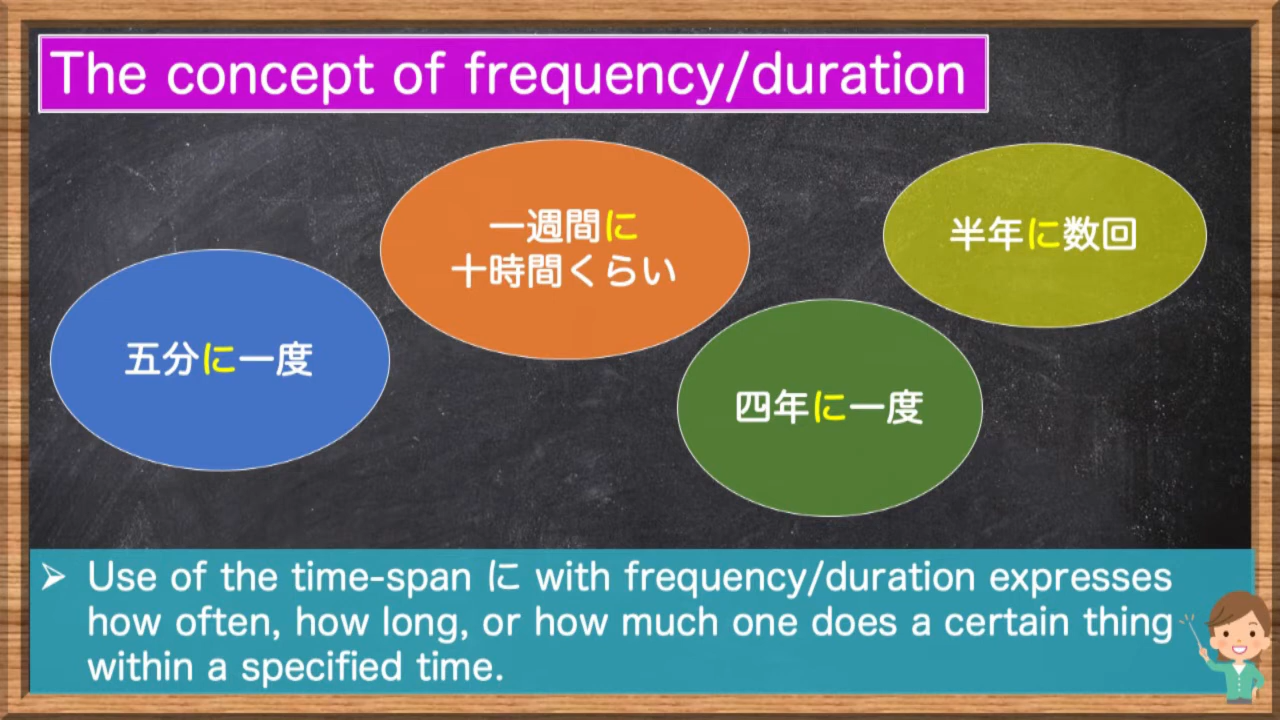 The concept of frequency/duration
五分に一度
一週間に
十時間くらい
四年に一度
半年に数回
➢ Use of the time-span に with frequency/duration expresses
how often, how long, or how much one does a certain thing
within a specified time.